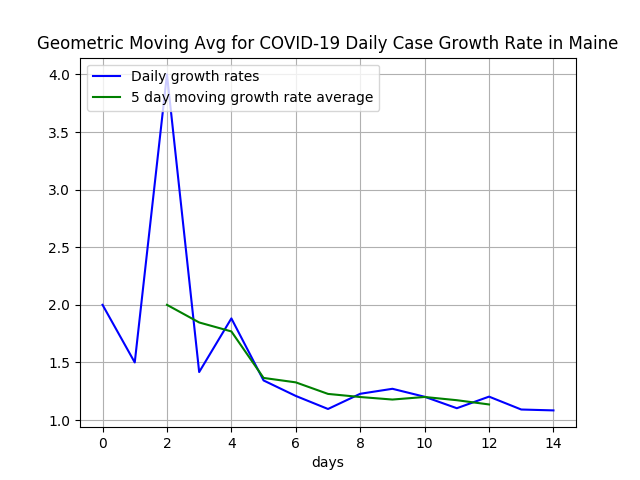 Geometric Moving Avg for COVID-19 Daily Case Growth Rate in Maine
Daily growth rates
5 day moving growth rate average
4.0
3.5
3.0
2.5
2.0
1.5
1.0
0 2 4 6 8 10 12 14
days